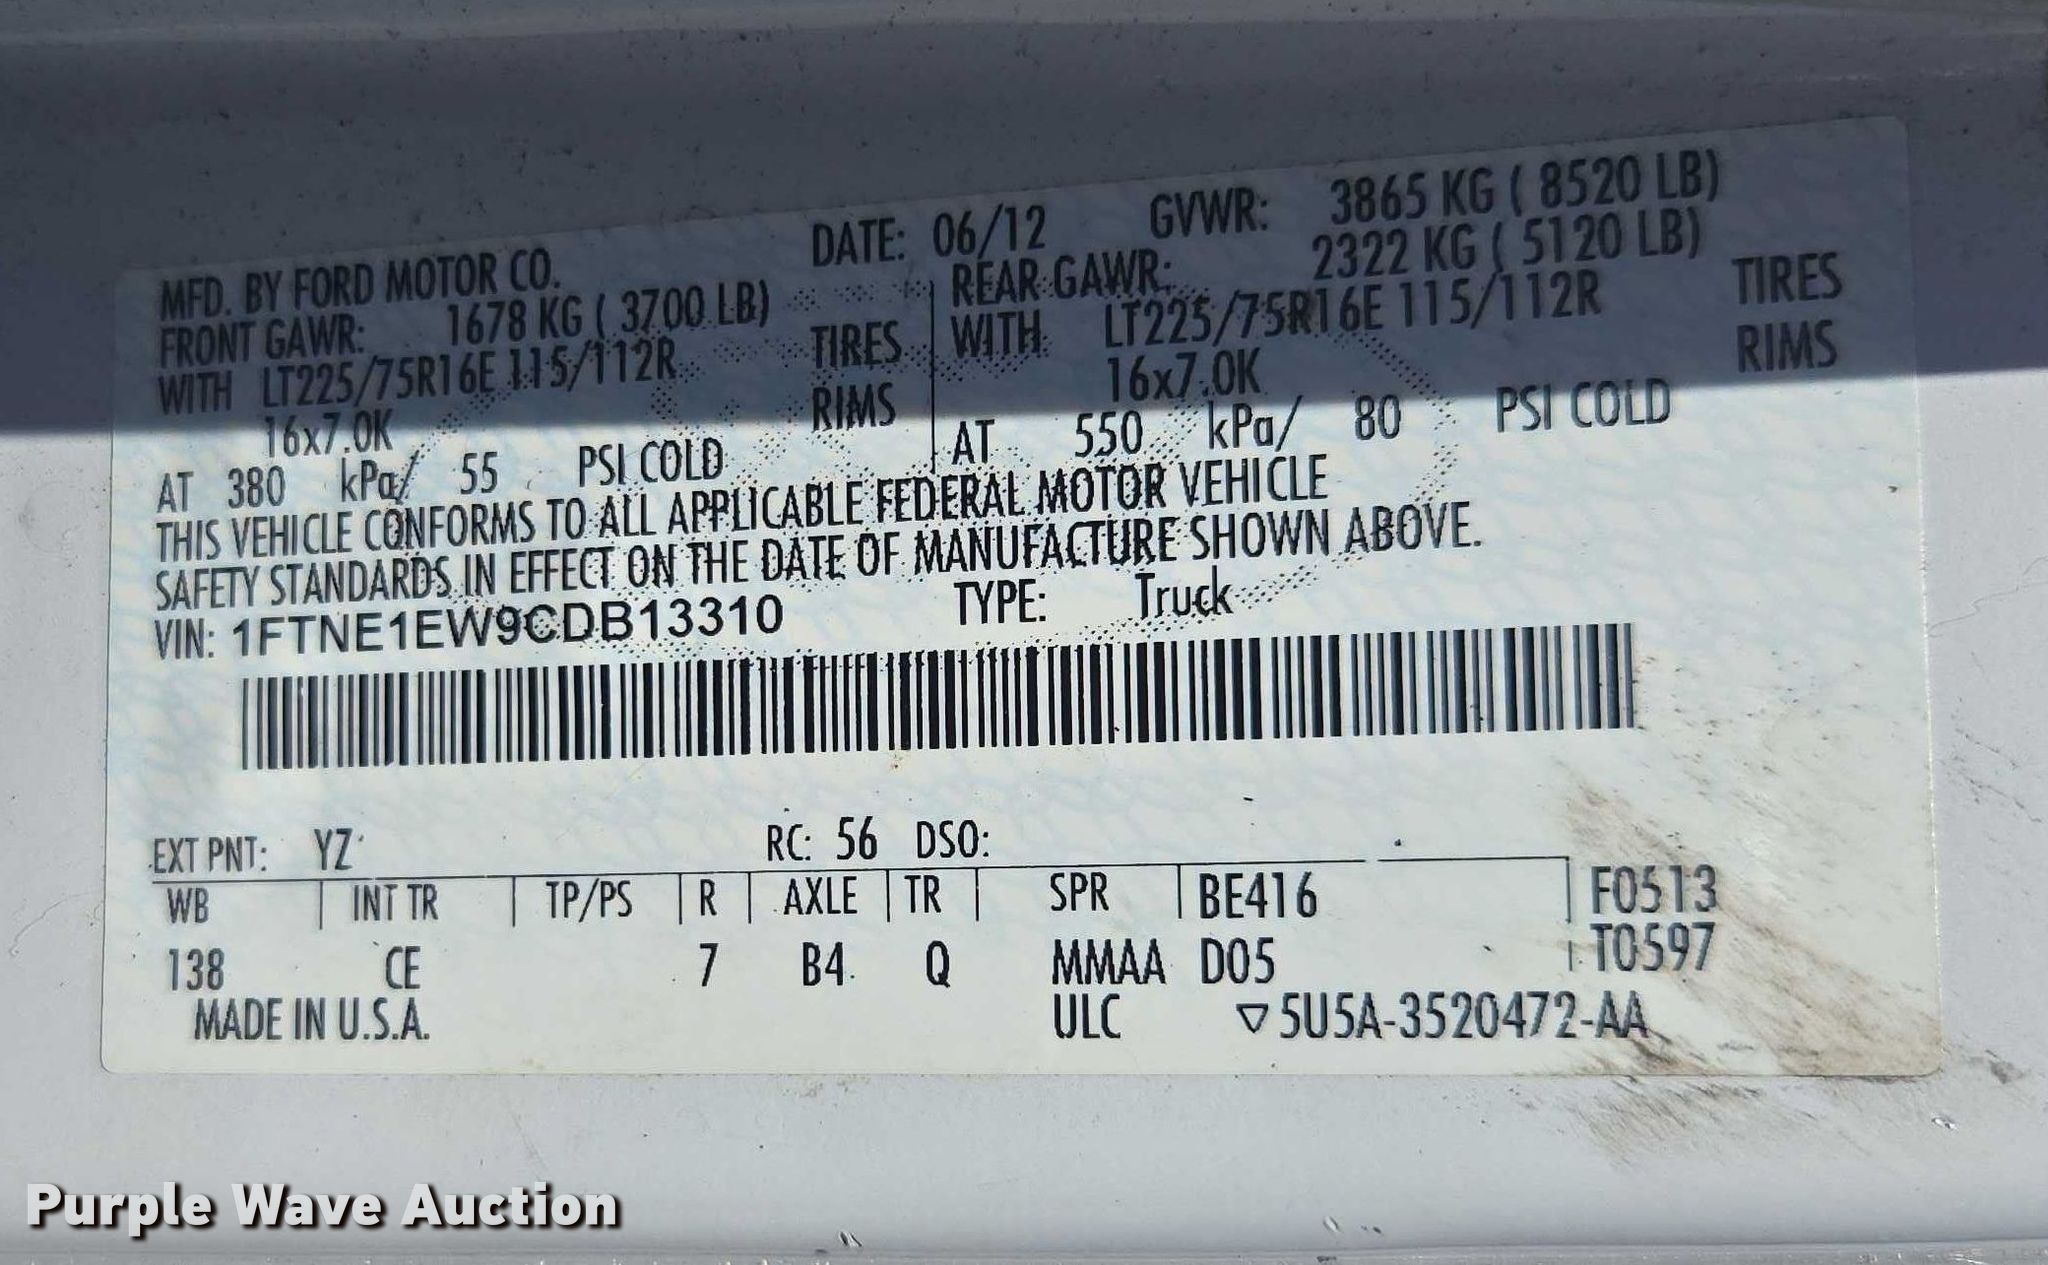 MFD. BY FORD MOTOR CO. DATE: 06/12 GVWR: 3865 KG ( 8520 LB)
FRONT GAWR: 1678 KG ( 3700 LB) REAR GAWR: 2322 KG ( 5120 LB)
WITH LT225/75R16E 115/112R TIRES WITH LT225/75R16E 115/112R TIRES
16x7.0K RIMS 16x7.0K RIMS
AT 380 kPa/ 55 PSI COLD AT 550 kPa/ 80 PSI COLD
THIS VEHICLE CONFORMS TO ALL APPLICABLE FEDERAL MOTOR VEHICLE
SAFETY STANDARDS IN EFFECT ON THE DATE OF MANUFACTURE SHOWN ABOVE.
VIN: 1FTNE1EW9CDB13310 TYPE: Truck
EXT PNT: YZ RC: 56 DSO:
WB | INT TR | TP/PS | R | AXLE | TR | SPR | BE416 | F0513
138 CE 7 B4 Q MMAA D05 | T0597
MADE IN U.S.A. ULC ▽5U5A-3520472-AA
Purple Wave Auction